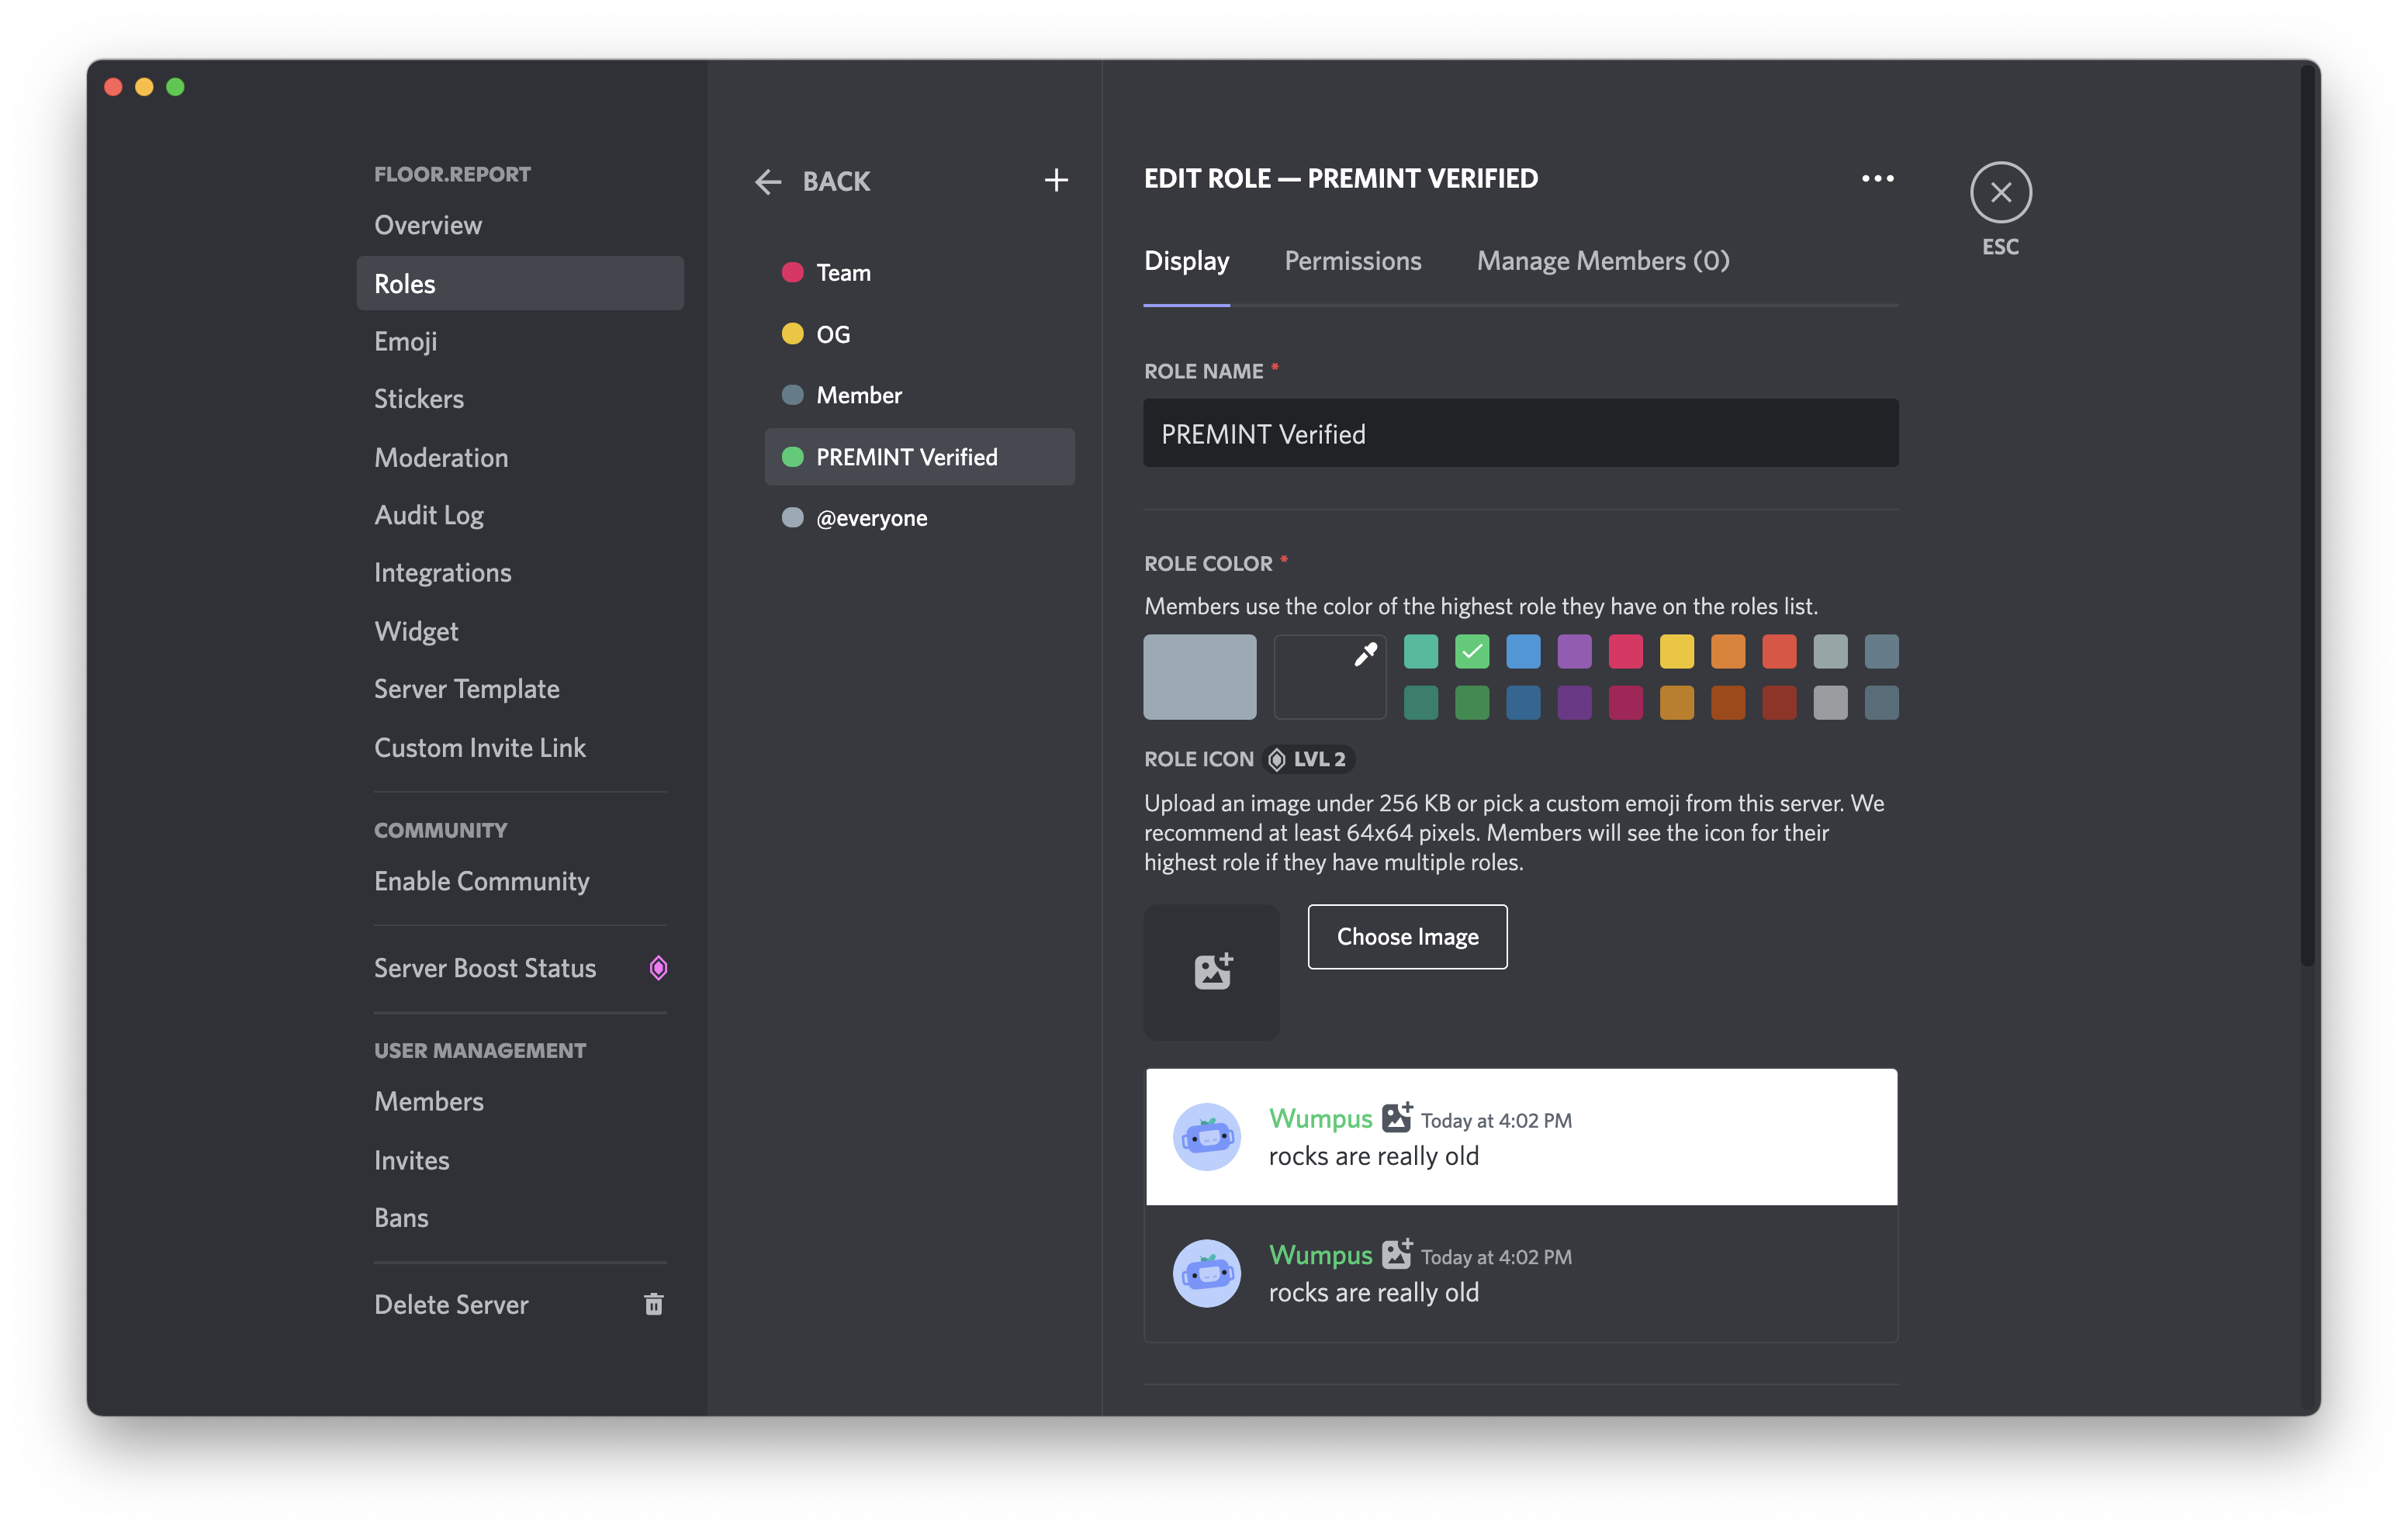 FLOOR.REPORT
Overview
Roles
Emoji
Stickers
Moderation
Audit Log
Integrations
Widget
Server Template
Custom Invite Link
COMMUNITY
Enable Community
Server Boost Status
USER MANAGEMENT
Members
Invites
Bans
Delete Server
BACK
Team
OG
Member
PREMINT Verified
@everyone
EDIT ROLE — PREMINT VERIFIED
ESC
Display Permissions Manage Members (0)
ROLE NAME *
PREMINT Verified
ROLE COLOR *
Members use the color of the highest role they have on the roles list.
ROLE ICON LVL 2
Upload an image under 256 KB or pick a custom emoji from this server. We
recommend at least 64x64 pixels. Members will see the icon for their
highest role if they have multiple roles.
Choose Image
Wumpus Today at 4:02 PM
rocks are really old
Wumpus Today at 4:02 PM
rocks are really old